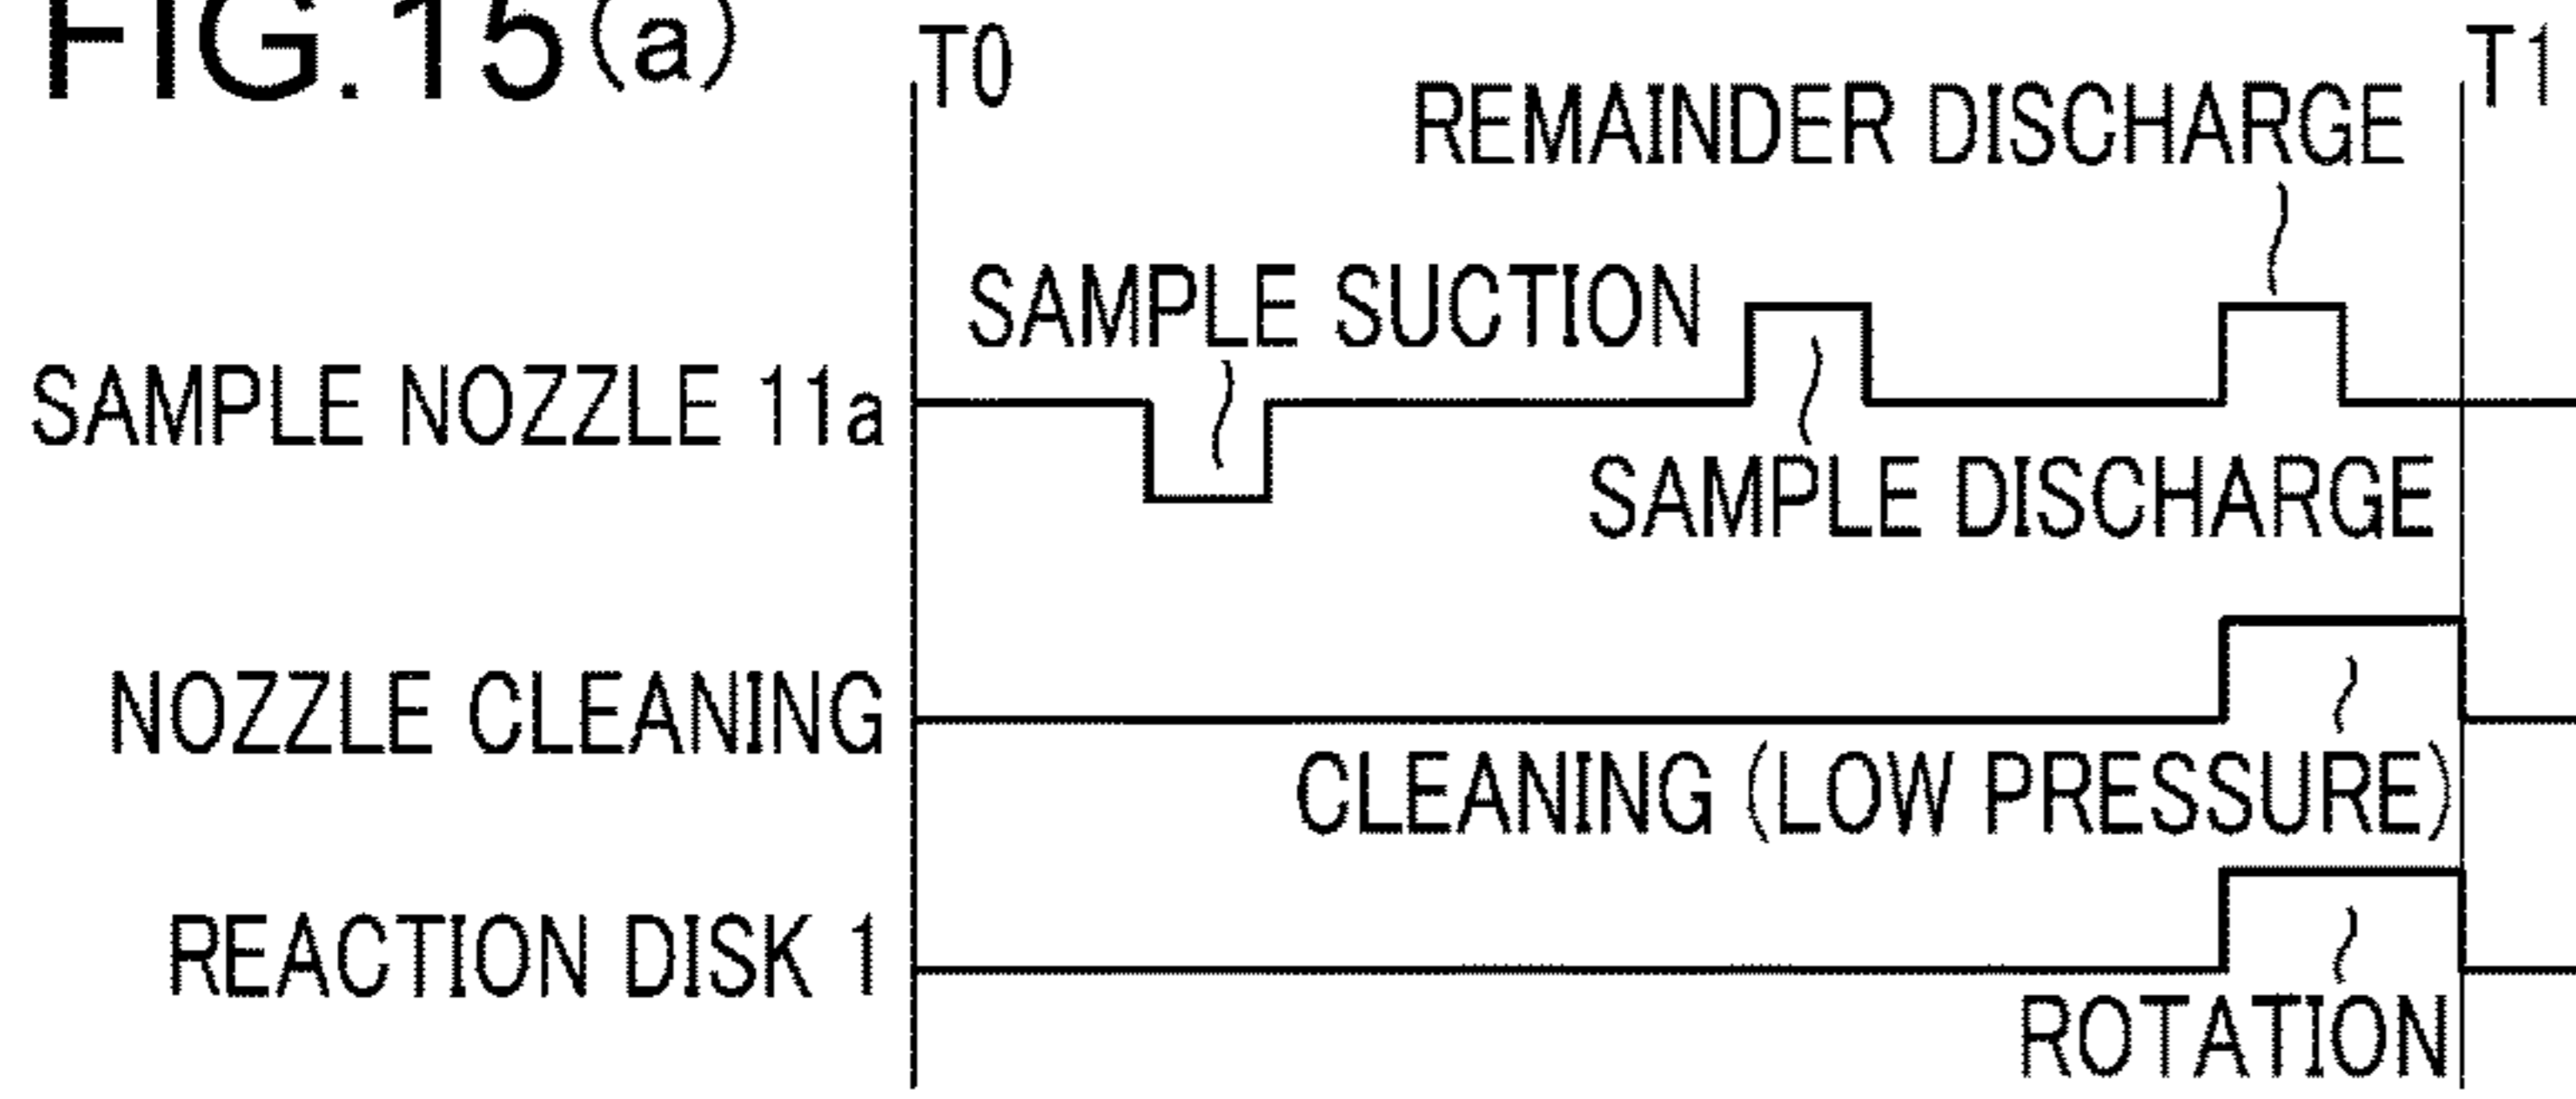 FIG.15(a)
T0
T1
REMAINDER DISCHARGE
SAMPLE SUCTION
SAMPLE NOZZLE 11a
SAMPLE DISCHARGE
NOZZLE CLEANING
CLEANING (LOW PRESSURE)
REACTION DISK 1
ROTATION